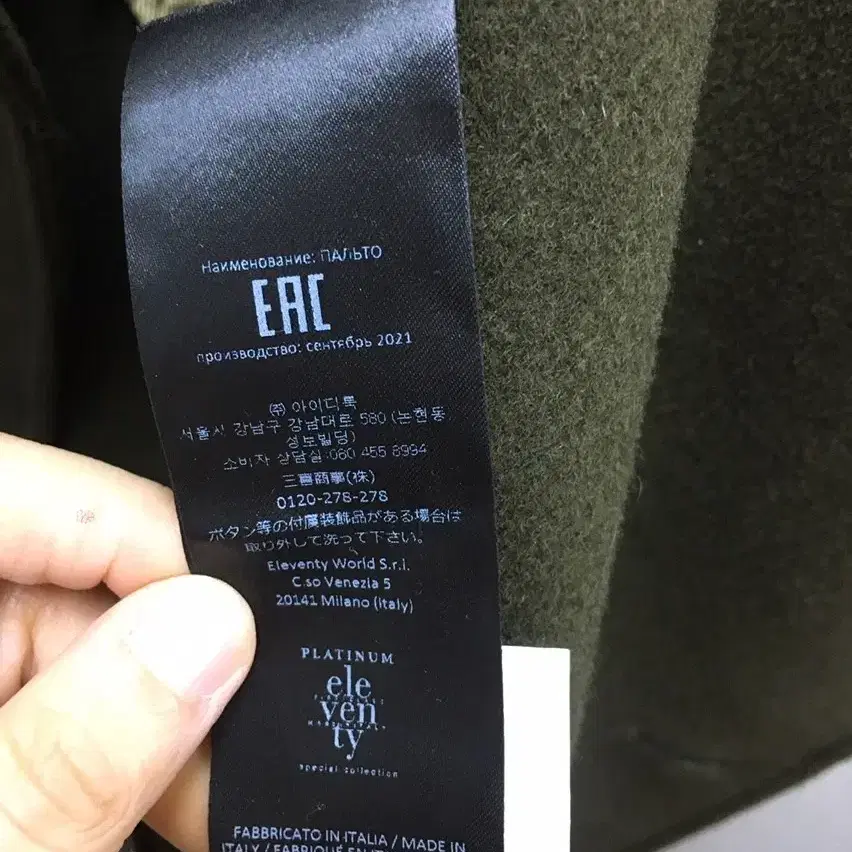 Наименование: ПАЛЬТО
EAC
производство: сентябрь 2021
㈜ 아이디룩
서울시 강남구 강남대로 580 (논현동
성보빌딩)
소비자 상담실:080 455 8994
三喜商事(株)
0120-278-278
ボタン等の付属装飾品がある場合は
取り外して洗って下さい。
Eleventy World S.r.l.
C.so Venezia 5
20141 Milano (Italy)
PLATINUM
ele
ven
ty
special collection
FABBRICATO IN ITALIA / MADE IN
ITALY / FABRIQUÉ EN